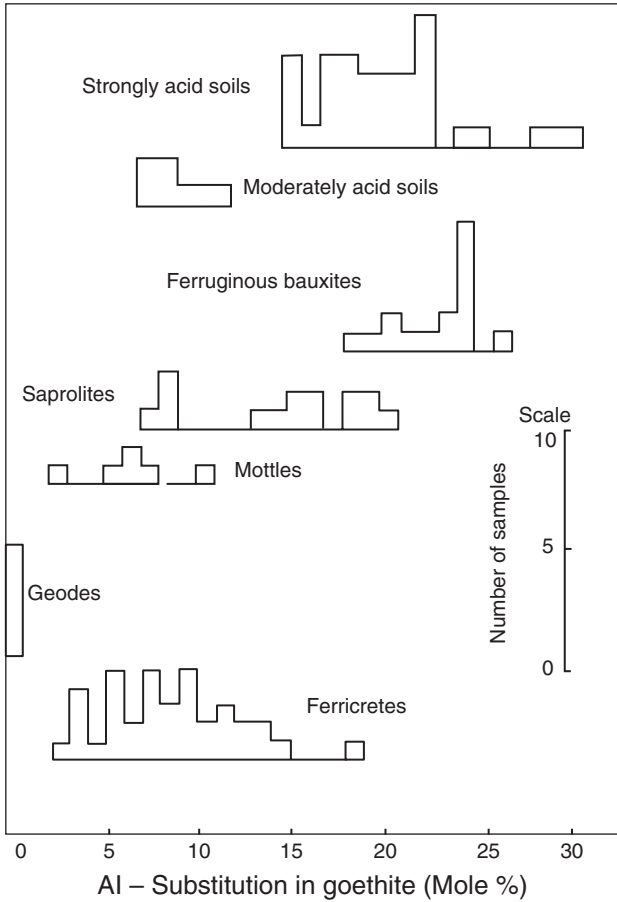 Strongly acid soils
Moderately acid soils
Ferruginous bauxites
Saprolites
Scale
10
Mottles
Number of samples
5
Geodes
0
Ferricretes
0 5 10 15 20 25 30
AI – Substitution in goethite (Mole %)